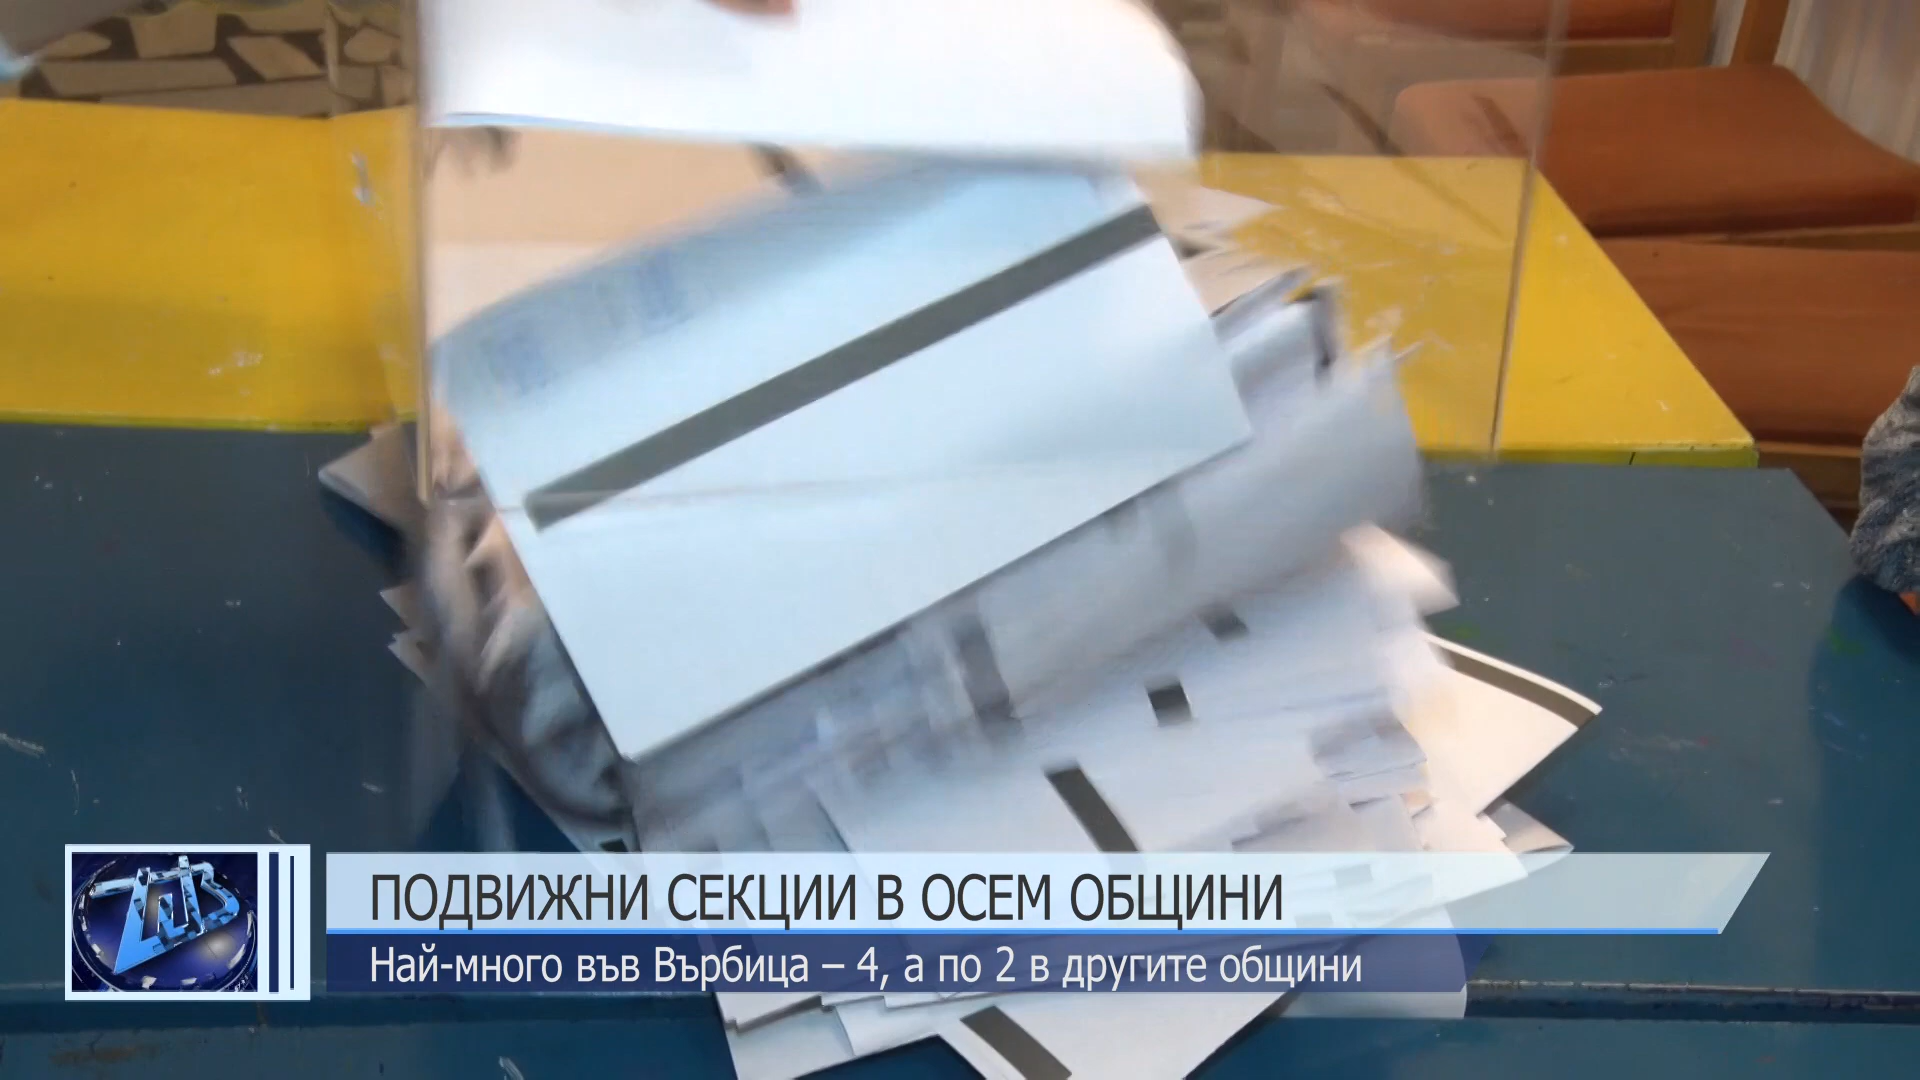 ПОДВИЖНИ СЕКЦИИ В ОСЕМ ОБЩИНИ
Най-много във Върбица – 4, а по 2 в другите общини